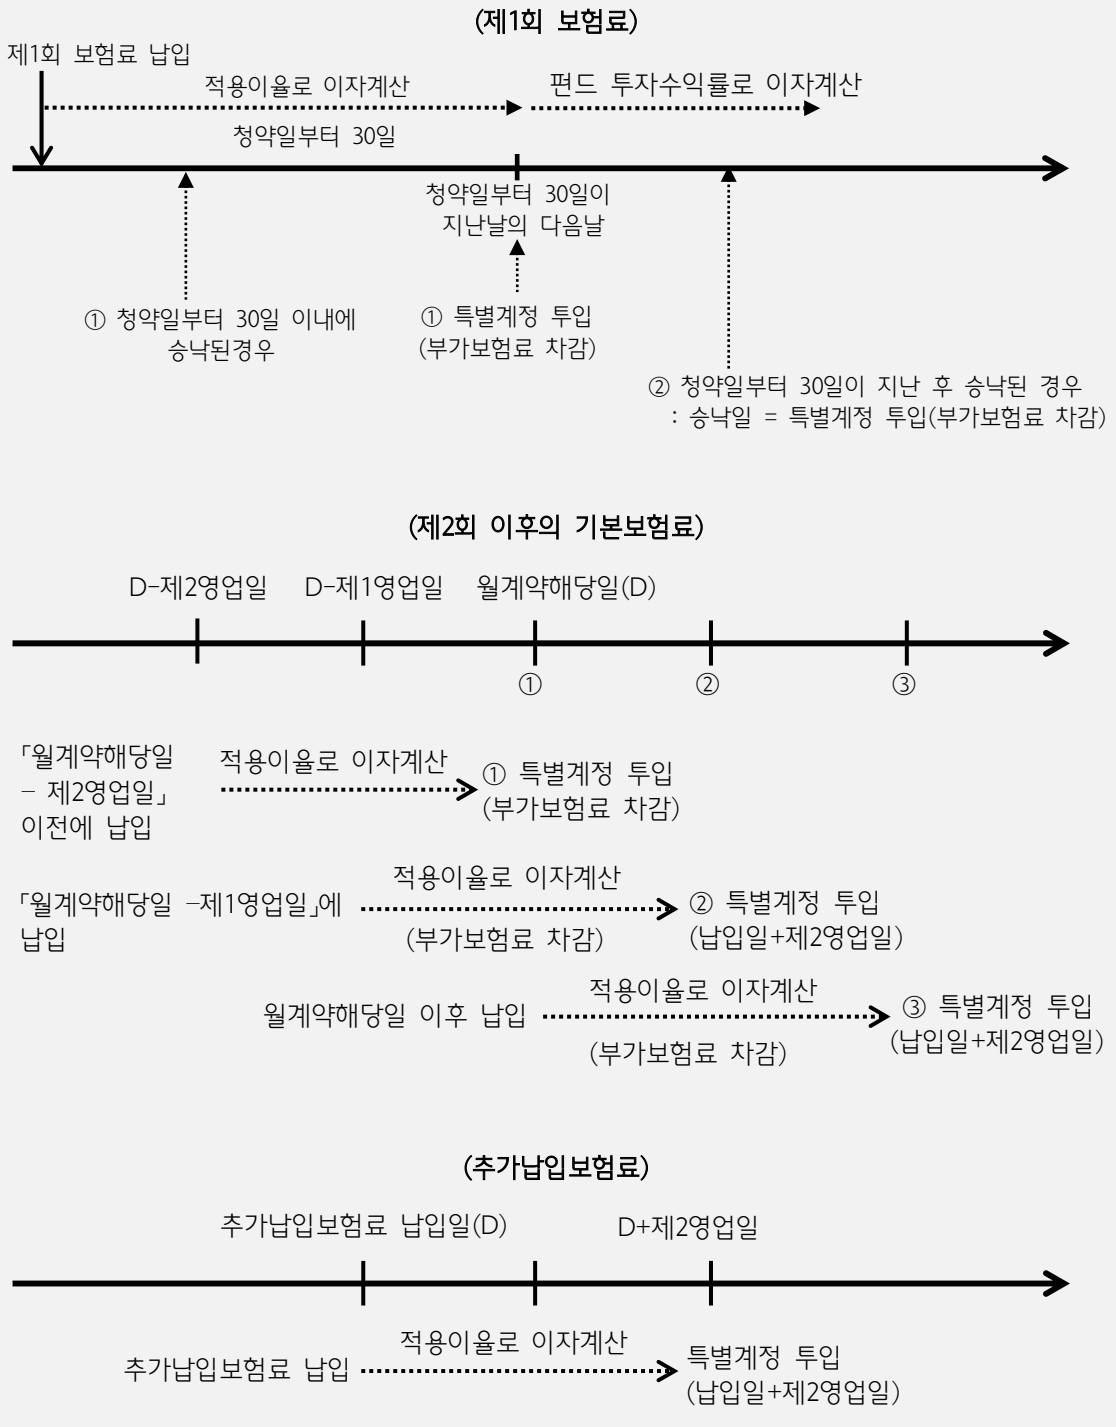 (제1회 보험료)
제1회 보험료 납입
적용이율로 이자계산
펀드 투자수익률로 이자계산
청약일부터 30일
청약일부터 30일이
지난날의 다음날
① 청약일부터 30일 이내에
승낙된경우
① 특별계정 투입
(부가보험료 차감)
② 청약일부터 30일이 지난 후 승낙된 경우
: 승낙일 = 특별계정 투입(부가보험료 차감)
(제2회 이후의 기본보험료)
D-제2영업일
D-제1영업일
월계약해당일(D)
①
②
③
「월계약해당일
- 제2영업일」
이전에 납입
적용이율로 이자계산
① 특별계정 투입
(부가보험료 차감)
「월계약해당일 -제1영업일」에
납입
적용이율로 이자계산
(부가보험료 차감)
② 특별계정 투입
(납입일+제2영업일)
월계약해당일 이후 납입
적용이율로 이자계산
(부가보험료 차감)
③ 특별계정 투입
(납입일+제2영업일)
(추가납입보험료)
추가납입보험료 납입일(D)
D+제2영업일
추가납입보험료 납입
적용이율로 이자계산
특별계정 투입
(납입일+제2영업일)